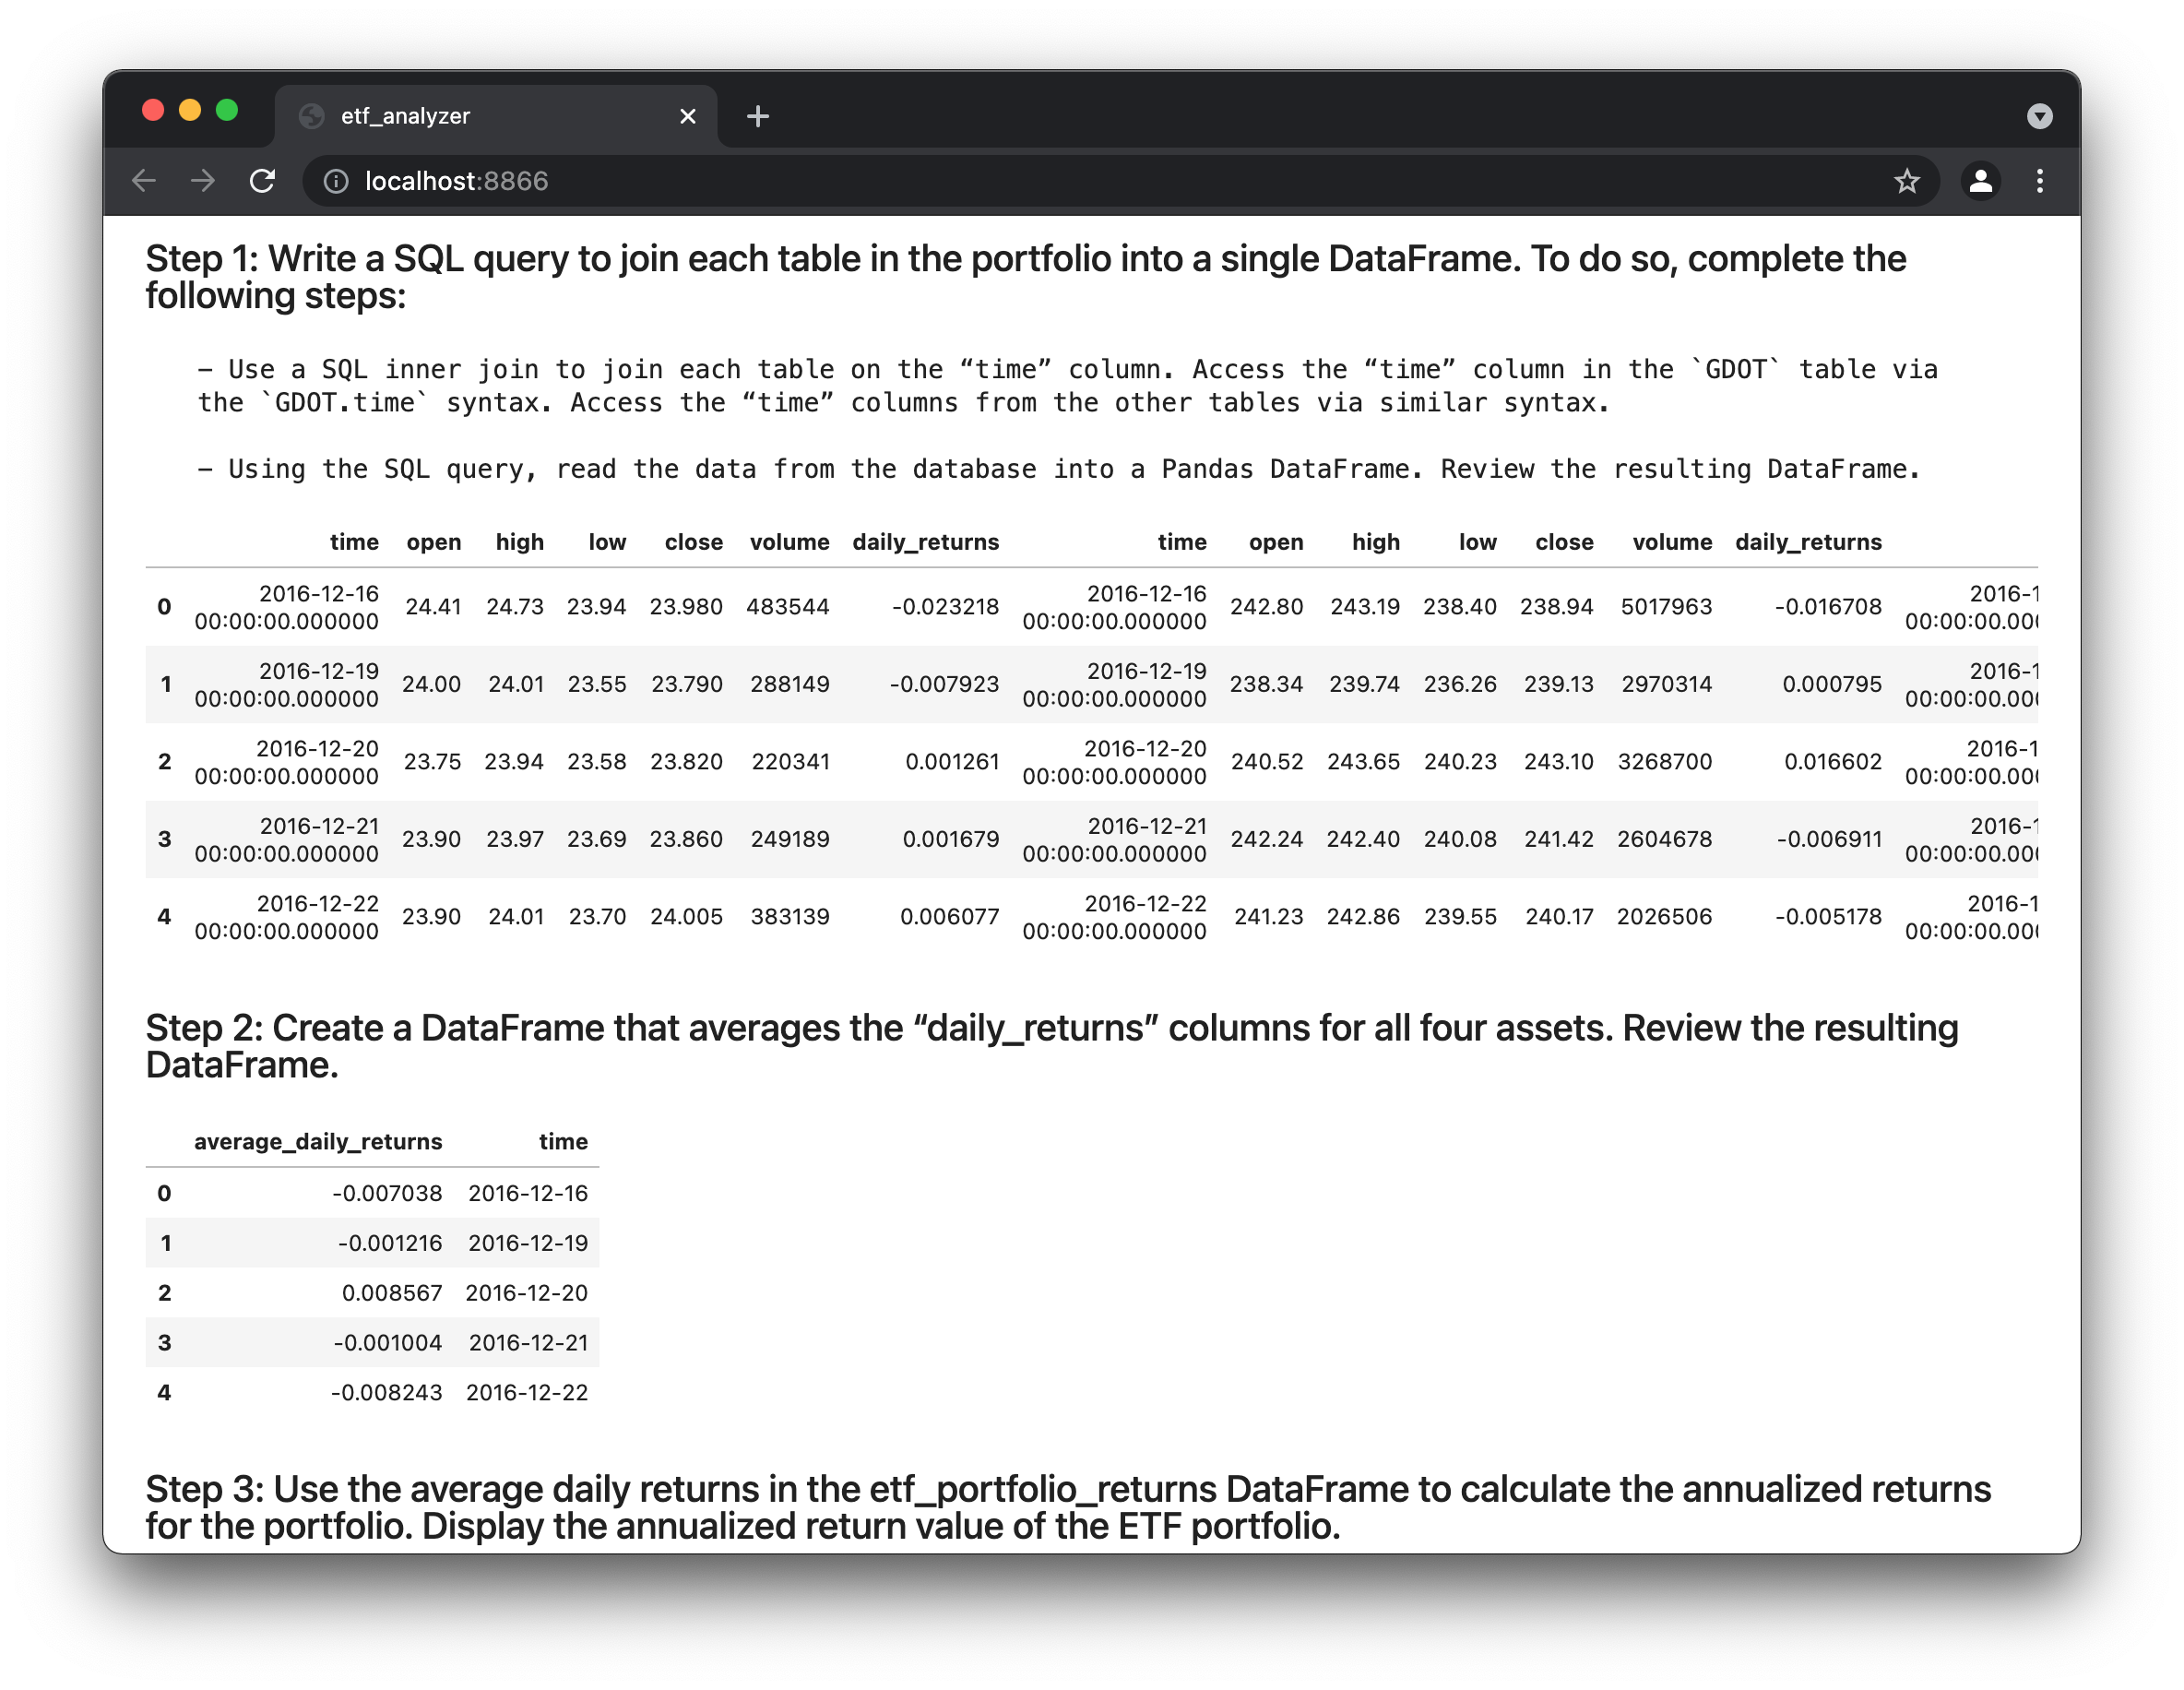 etf_analyzer
localhost:8866
Step 1: Write a SQL query to join each table in the portfolio into a single DataFrame. To do so, complete the
following steps:
– Use a SQL inner join to join each table on the “time” column. Access the “time” column in the `GDOT` table via
the `GDOT.time` syntax. Access the “time” columns from the other tables via similar syntax.
– Using the SQL query, read the data from the database into a Pandas DataFrame. Review the resulting DataFrame.
time open high low close volume daily_returns time open high low close volume daily_returns
0 2016-12-16 00:00:00.000000 24.41 24.73 23.94 23.980 483544 -0.023218 2016-12-16 00:00:00.000000 242.80 243.19 238.40 238.94 5017963 -0.016708 2016-1 00:00:00.000
1 2016-12-19 00:00:00.000000 24.00 24.01 23.55 23.790 288149 -0.007923 2016-12-19 00:00:00.000000 238.34 239.74 236.26 239.13 2970314 0.000795 2016-1 00:00:00.000
2 2016-12-20 00:00:00.000000 23.75 23.94 23.58 23.820 220341 0.001261 2016-12-20 00:00:00.000000 240.52 243.65 240.23 243.10 3268700 0.016602 2016-1 00:00:00.000
3 2016-12-21 00:00:00.000000 23.90 23.97 23.69 23.860 249189 0.001679 2016-12-21 00:00:00.000000 242.24 242.40 240.08 241.42 2604678 -0.006911 2016-1 00:00:00.000
4 2016-12-22 00:00:00.000000 23.90 24.01 23.70 24.005 383139 0.006077 2016-12-22 00:00:00.000000 241.23 242.86 239.55 240.17 2026506 -0.005178 2016-1 00:00:00.000
Step 2: Create a DataFrame that averages the “daily_returns” columns for all four assets. Review the resulting
DataFrame.
average_daily_returns time
0 -0.007038 2016-12-16
1 -0.001216 2016-12-19
2 0.008567 2016-12-20
3 -0.001004 2016-12-21
4 -0.008243 2016-12-22
Step 3: Use the average daily returns in the etf_portfolio_returns DataFrame to calculate the annualized returns
for the portfolio. Display the annualized return value of the ETF portfolio.